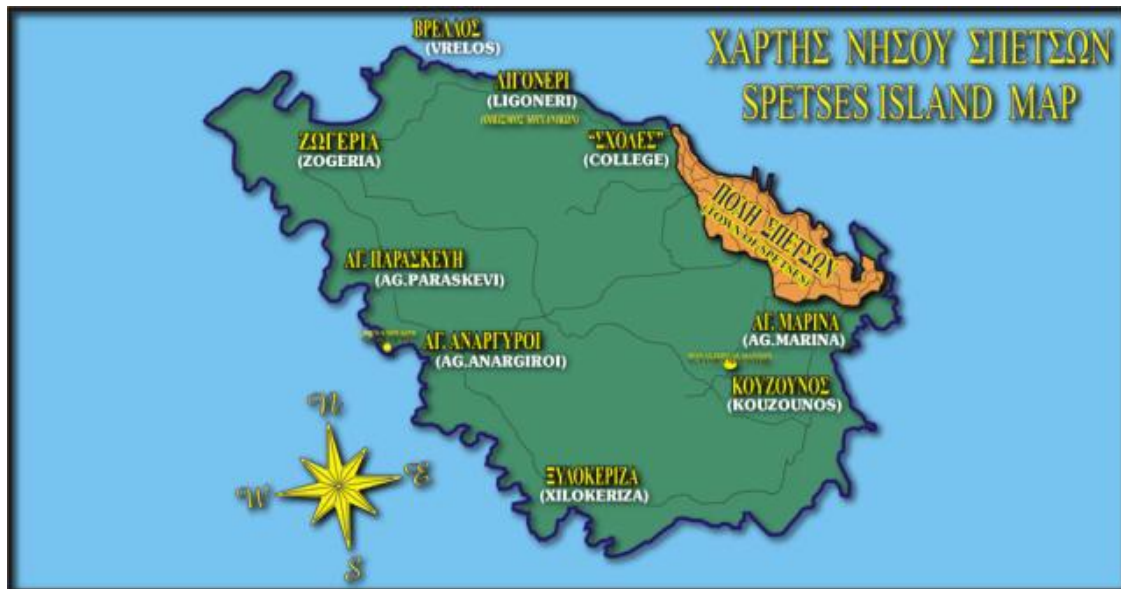 ΧΑΡΤΗΣ ΝΗΣΟΥ ΣΠΕΤΣΩΝ
SPETSES ISLAND MAP
ΒΡΕΛΛΟΣ
(VRELOS)
ΛΙΓΟΝΕΡΙ
(LIGONERI)
ΖΩΓΕΡΙΑ
(ZOGERIA)
"ΣΧΟΛΕΣ"
(COLLEGE)
ΠΟΛΗ ΣΠΕΤΣΩΝ
(TOWN OF SPETSES)
ΑΓ. ΠΑΡΑΣΚΕΥΗ
(AG.PARASKEVI)
ΑΓ. ΑΝΑΡΓΥΡΟΙ
(AG.ANARGIROI)
ΑΓ. ΜΑΡΙΝΑ
(AG.MARINA)
ΚΟΥΖΟΥΝΟΣ
(KOUZOUNOS)
ΞΥΛΟΚΕΡΙΖΑ
(XILOKERIZA)
N
W
E
S